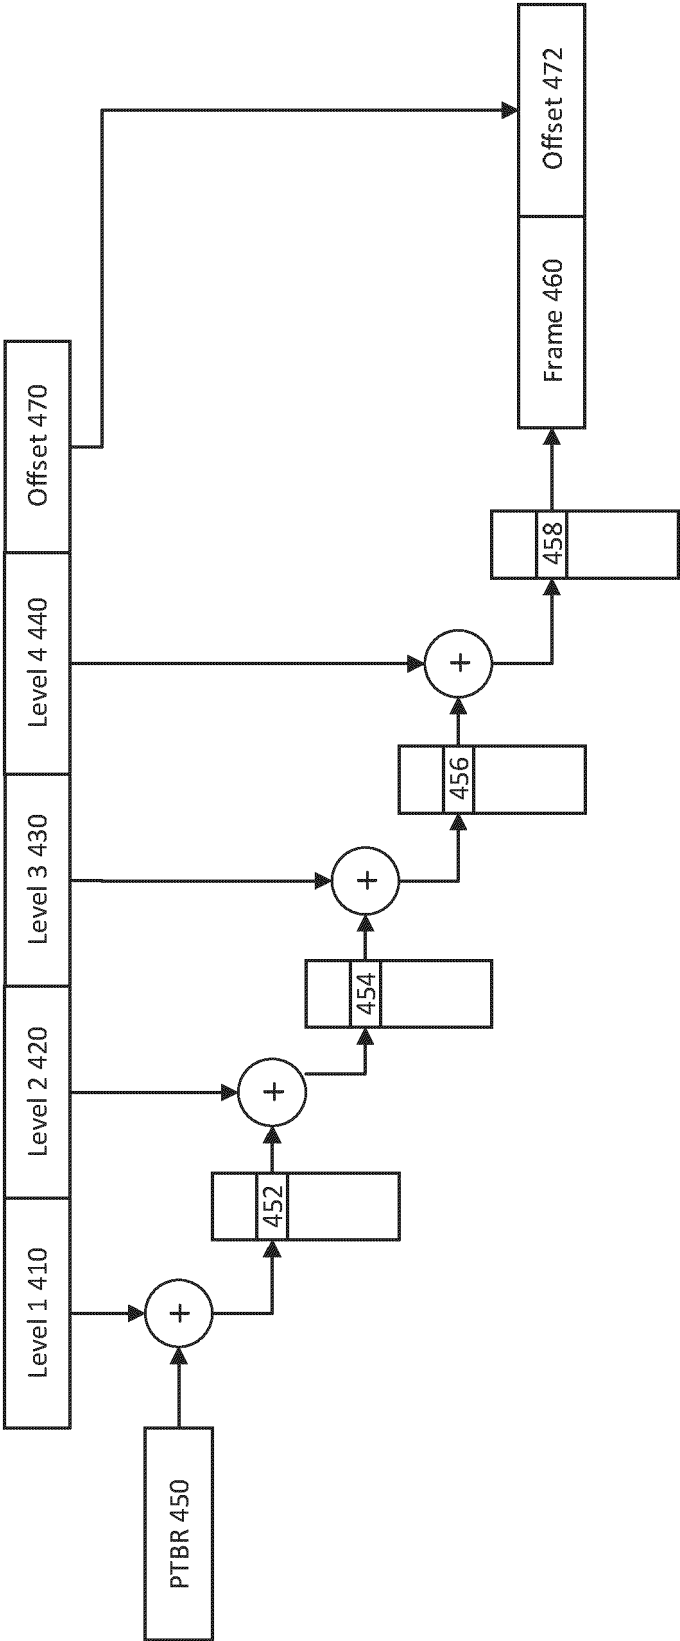 Level 1 410
Level 2 420
Level 3 430
Level 4 440
Offset 470
PTBR 450
+
452
+
454
+
456
+
458
Frame 460
Offset 472